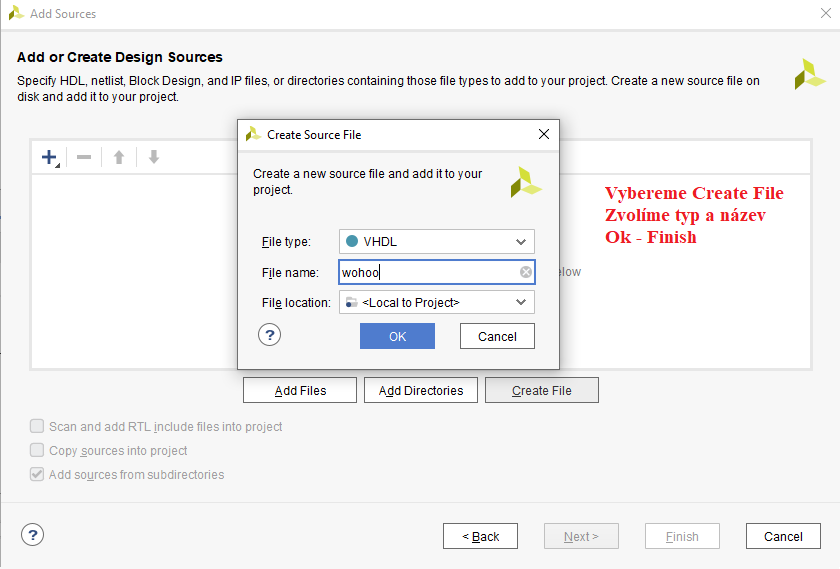 Add Sources
Add or Create Design Sources
Specify HDL, netlist, Block Design, and IP files, or directories containing those file types to add to your project. Create a new source file on
disk and add it to your project.
Create Source File
Create a new source file and add it to your
project.
Vybereme Create File
Zvolíme typ a název
Ok - Finish
File type:
VHDL
File name:
wohoo
elow
File location:
<Local to Project>
?
OK
Cancel
Add Files
Add Directories
Create File
Scan and add RTL include files into project
Copy sources into project
Add sources from subdirectories
?
< Back
Next >
Finish
Cancel